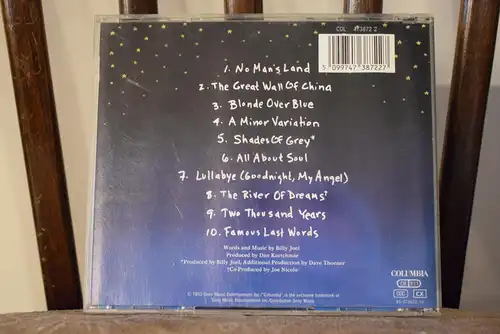 COL 473872 2
5 099747 387227
1. No Man's Land
2. The Great Wall Of China
3. Blonde Over Blue
4. A Minor Variation
5. Shades Of Grey*
6. All About Soul
7. Lullabye (Goodnight, My Angel)
8. The River Of Dreams†
9. Two Thousand Years
10. Famous Last Words
Words and Music by Billy Joel
Produced by Dan Kortchmar
*Produced by Billy Joel, Additional Production by Dave Thoener
†Co-Produced by Joe Nicolo
COLUMBIA